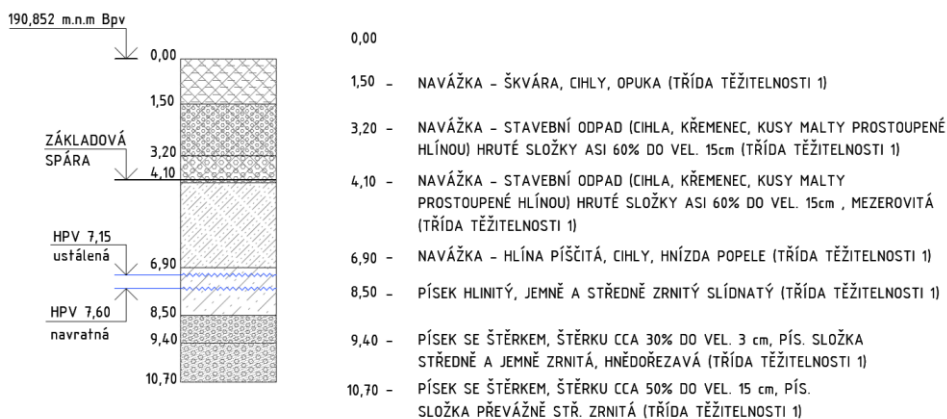 190,852 m.n.m Bpv
0,00
1,50
ZÁKLADOVÁ
SPÁRA
3,20
4,10
HPV 7,15
ustálená
6,90
HPV 7,60
navratná
8,50
9,40
10,70
0,00
1,50 – NAVÁŽKA – ŠKVÁRA, CIHLY, OPUKA (TŘÍDA TĚŽITELNOSTI 1)
3,20 – NAVÁŽKA – STAVEBNÍ ODPAD (CIHLA, KŘEMENEC, KUSY MALTY PROSTOUPENÉ
HLÍNOU) HRUTÉ SLOŽKY ASI 60% DO VEL. 15cm (TŘÍDA TĚŽITELNOSTI 1)
4,10 – NAVÁŽKA – STAVEBNÍ ODPAD (CIHLA, KŘEMENEC, KUSY MALTY
PROSTOUPENÉ HLÍNOU) HRUTÉ SLOŽKY ASI 60% DO VEL. 15cm , MEZEROVITÁ
(TŘÍDA TĚŽITELNOSTI 1)
6,90 – NAVÁŽKA – HLÍNA PÍŠČITÁ, CIHLY, HNÍZDA POPELE (TŘÍDA TĚŽITELNOSTI 1)
8,50 – PÍSEK HLINITÝ, JEMNĚ A STŘEDNĚ ZRNITÝ SLÍDNATÝ (TŘÍDA TĚŽITELNOSTI 1)
9,40 – PÍSEK SE ŠTĚRKEM, ŠTĚRKU CCA 30% DO VEL. 3 cm, PÍS. SLOŽKA
STŘEDNĚ A JEMNĚ ZRNITÁ, HNĚDOŘEZAVÁ (TŘÍDA TĚŽITELNOSTI 1)
10,70 – PÍSEK SE ŠTĚRKEM, ŠTĚRKU CCA 50% DO VEL. 15 cm, PÍS.
SLOŽKA PŘEVÁŽNĚ STŘ. ZRNITÁ (TŘÍDA TĚŽITELNOSTI 1)